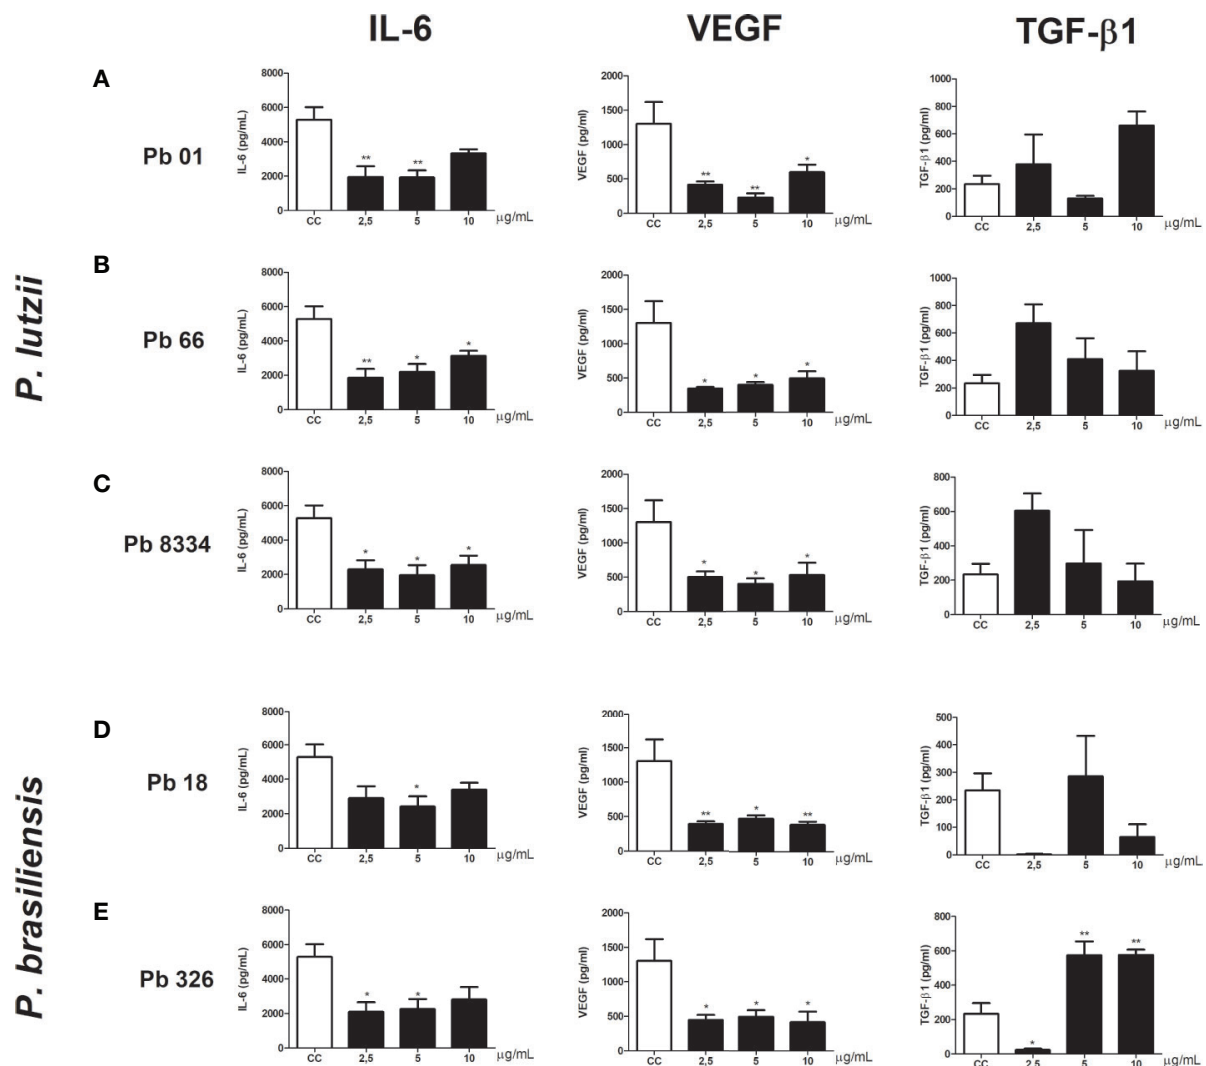 IL-6 VEGF TGF-β1
P. lutzii
A
Pb 01
IL-6 (pg/mL)
8000
6000
4000
2000
0
** **
CC 2,5 5 10 µg/mL
VEGF (pg/ml)
2000
1500
1000
500
0
** ** *
CC 2,5 5 10 µg/mL
TGF-β1 (pg/ml)
1000
800
600
400
200
0
CC 2,5 5 10 µg/mL
B
Pb 66
IL-6 (pg/mL)
8000
6000
4000
2000
0
** * *
CC 2,5 5 10 µg/mL
VEGF (pg/ml)
2000
1500
1000
500
0
* * *
CC 2,5 5 10 µg/mL
TGF-β1 (pg/ml)
1000
800
600
400
200
0
CC 2,5 5 10 µg/mL
C
Pb 8334
IL-6 (pg/mL)
8000
6000
4000
2000
0
* * *
CC 2,5 5 10 µg/mL
VEGF (pg/ml)
2000
1500
1000
500
0
* * *
CC 2,5 5 10 µg/mL
TGF-β1 (pg/ml)
800
600
400
200
0
CC 2,5 5 10 µg/mL
P. brasiliensis
D
Pb 18
IL-6 (pg/mL)
8000
6000
4000
2000
0
*
CC 2,5 5 10 µg/mL
VEGF (pg/ml)
2000
1500
1000
500
0
** * **
CC 2,5 5 10 µg/mL
TGF-β1 (pg/ml)
500
400
300
200
100
0
CC 2,5 5 10 µg/mL
E
Pb 326
IL-6 (pg/mL)
8000
6000
4000
2000
0
* *
CC 2,5 5 10 µg/mL
VEGF (pg/ml)
2000
1500
1000
500
0
* * *
CC 2,5 5 10 µg/mL
TGF-β1 (pg/ml)
800
600
400
200
0
* ** **
CC 2,5 5 10 µg/mL